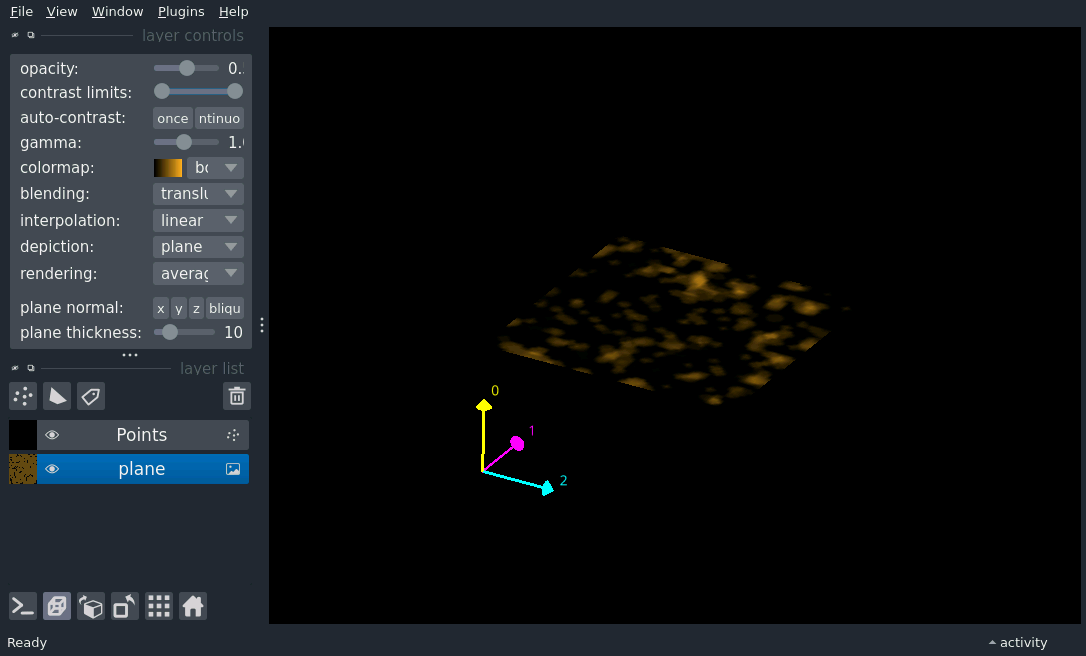 File View Window Plugins Help
layer controls
opacity: 0.
contrast limits:
auto-contrast: once ntinuo
gamma: 1.
colormap:
blending: translu
interpolation: linear
depiction: plane
rendering: averag
plane normal: x y z bliqu
plane thickness: 10
layer list
Points
plane
0
1
2
Ready
activity